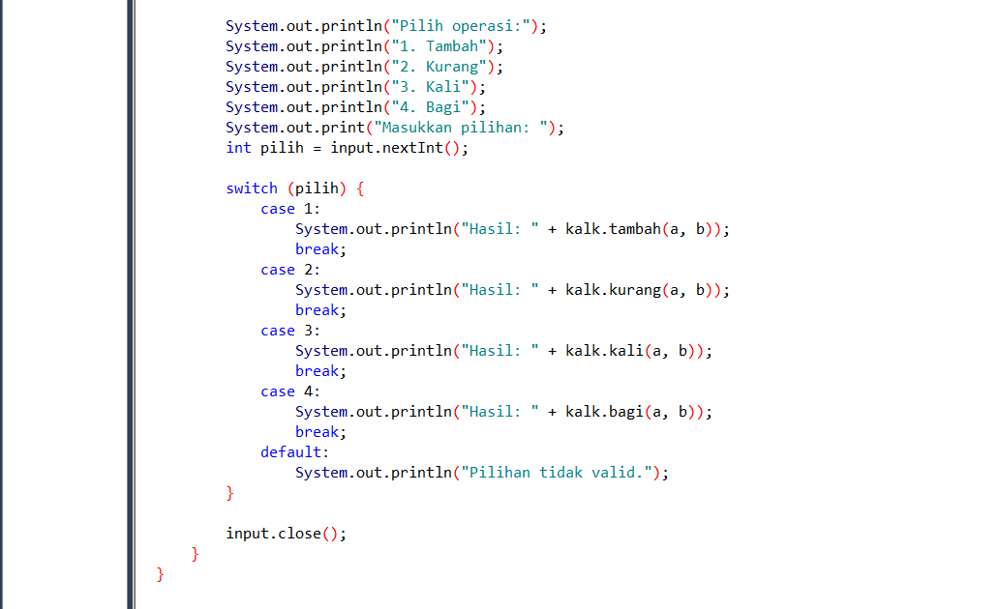 System.out.println("Pilih operasi:");
System.out.println("1. Tambah");
System.out.println("2. Kurang");
System.out.println("3. Kali");
System.out.println("4. Bagi");
System.out.print("Masukkan pilihan: ");
int pilih = input.nextInt();
switch (pilih) {
case 1:
System.out.println("Hasil: " + kalk.tambah(a, b));
break;
case 2:
System.out.println("Hasil: " + kalk.kurang(a, b));
break;
case 3:
System.out.println("Hasil: " + kalk.kali(a, b));
break;
case 4:
System.out.println("Hasil: " + kalk.bagi(a, b));
break;
default:
System.out.println("Pilihan tidak valid.");
}
input.close();
}
}